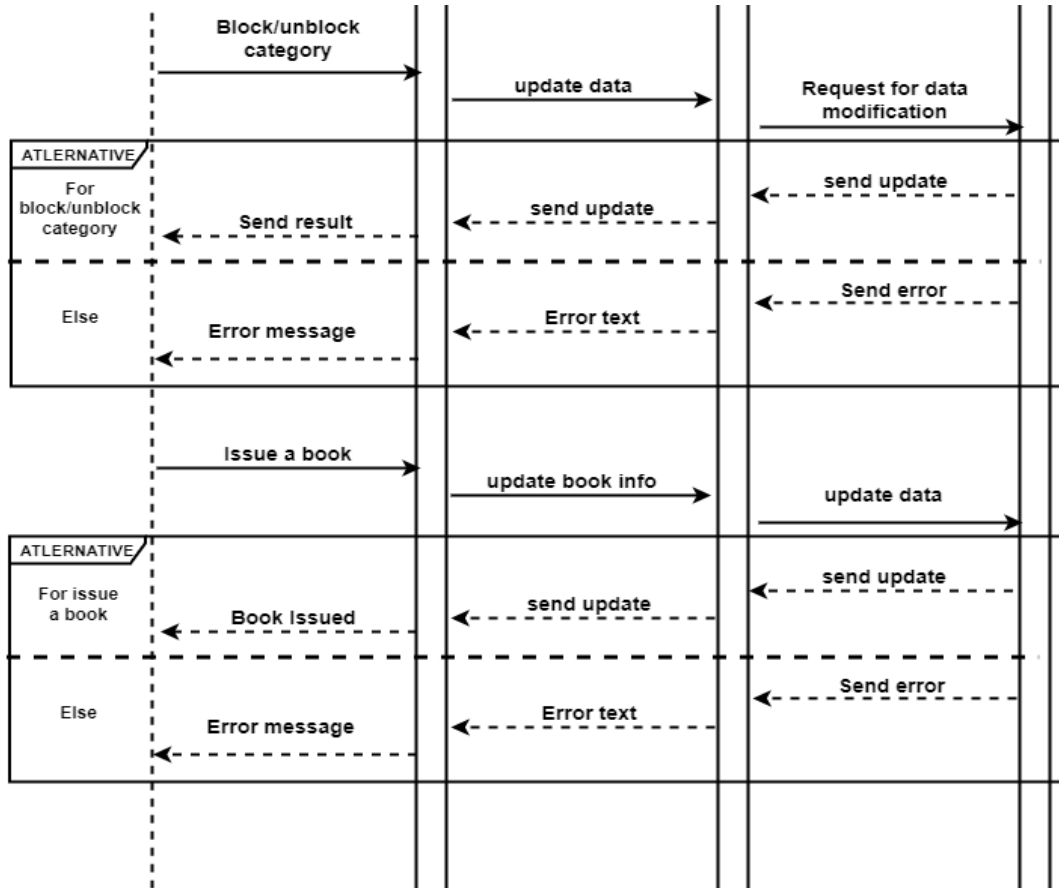 Block/unblock
category
update data
Request for data
modification
ATLERNATIVE
For
block/unblock
category
send update
send update
Send result
Send error
Else
Error text
Error message
Issue a book
update book info
update data
ATLERNATIVE
For issue
a book
send update
send update
Book Issued
Send error
Else
Error text
Error message